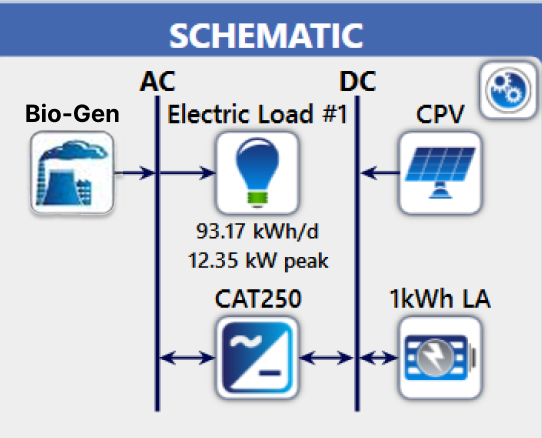 SCHEMATIC
AC
DC
Bio-Gen
Electric Load #1
CPV
93.17 kWh/d
12.35 kW peak
CAT250
1kWh LA